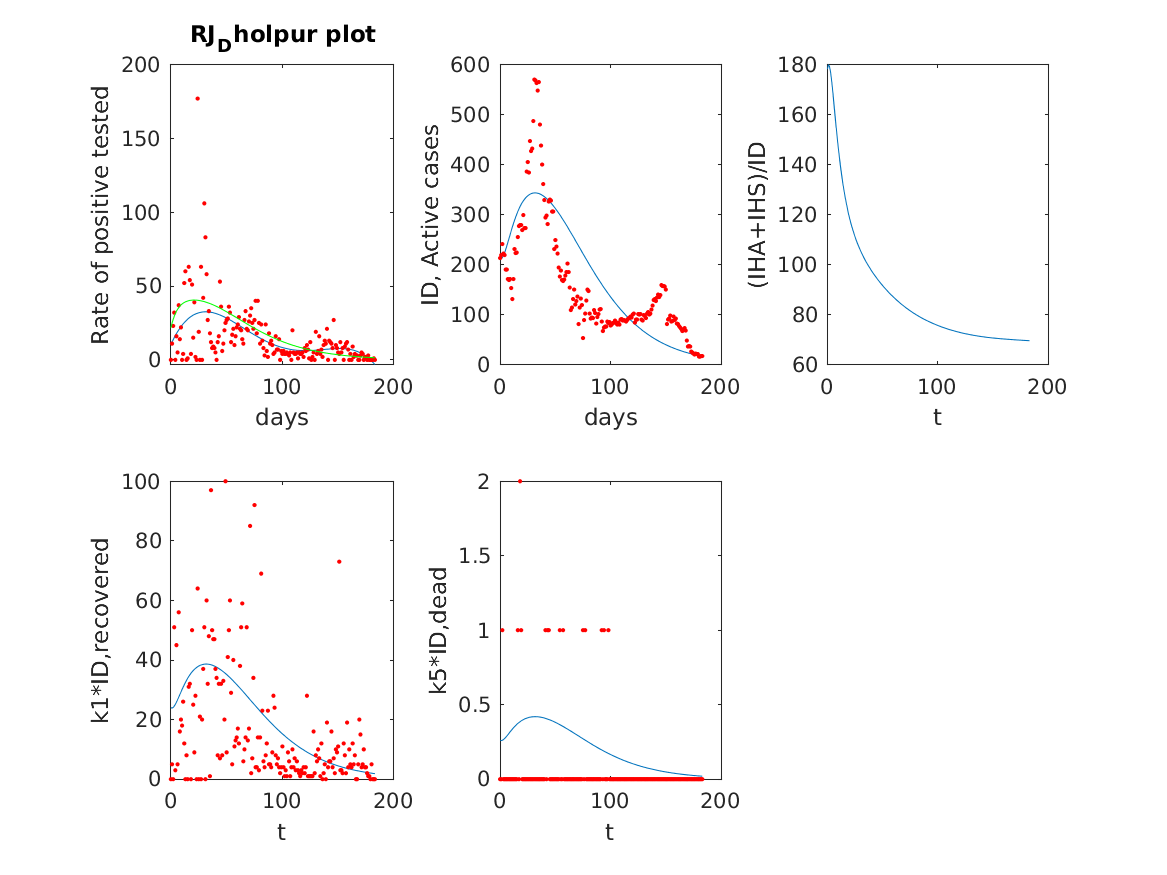 RJ_Dholpur plot
Rate of positive tested
200
150
100
50
0
0 100 200
days
ID, Active cases
600
500
400
300
200
100
0
0 100 200
days
(IHA+IHS)/ID
180
160
140
120
100
80
60
0 100 200
t
k1*ID,recovered
100
80
60
40
20
0
0 100 200
t
k5*ID,dead
2
1.5
1
0.5
0
0 100 200
t